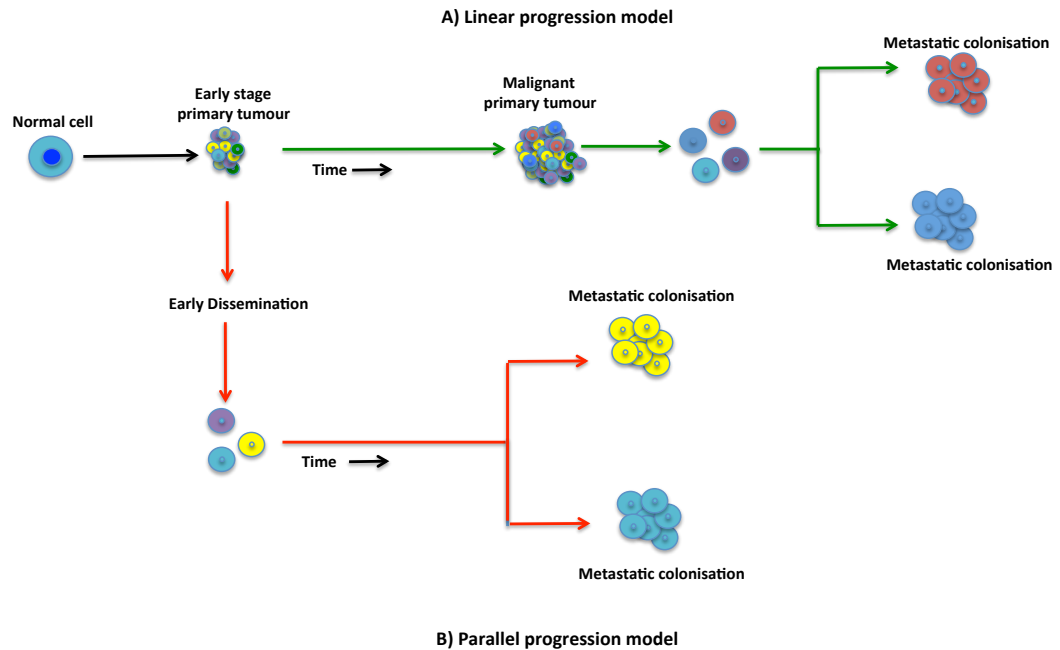 A) Linear progression model
Metastatic colonisation
Normal cell
Early stage
primary tumour
Malignant
primary tumour
Time
Metastatic colonisation
Early Dissemination
Metastatic colonisation
Time
Metastatic colonisation
B) Parallel progression model